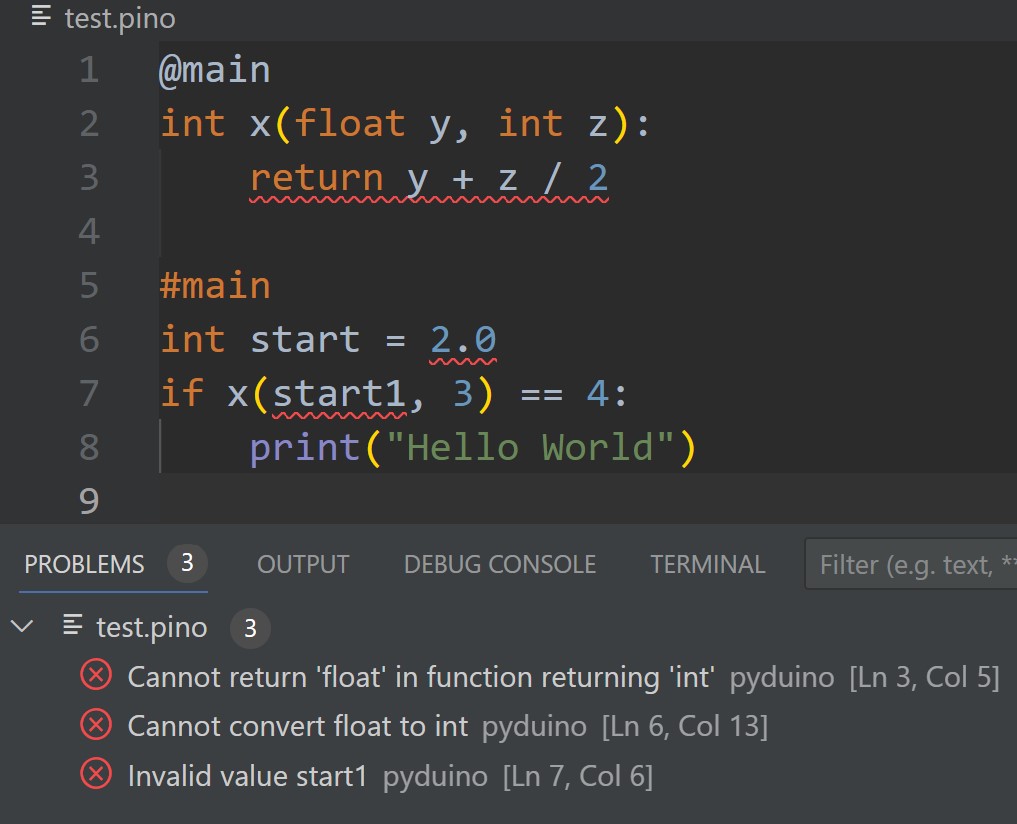 test.pino
1 @main
2 int x(float y, int z):
3     return y + z / 2
4
5 #main
6 int start = 2.0
7 if x(start1, 3) == 4:
8     print("Hello World")
9
PROBLEMS 3 OUTPUT DEBUG CONSOLE TERMINAL Filter (e.g. text, **
test.pino 3
Cannot return 'float' in function returning 'int' pyduino [Ln 3, Col 5]
Cannot convert float to int pyduino [Ln 6, Col 13]
Invalid value start1 pyduino [Ln 7, Col 6]